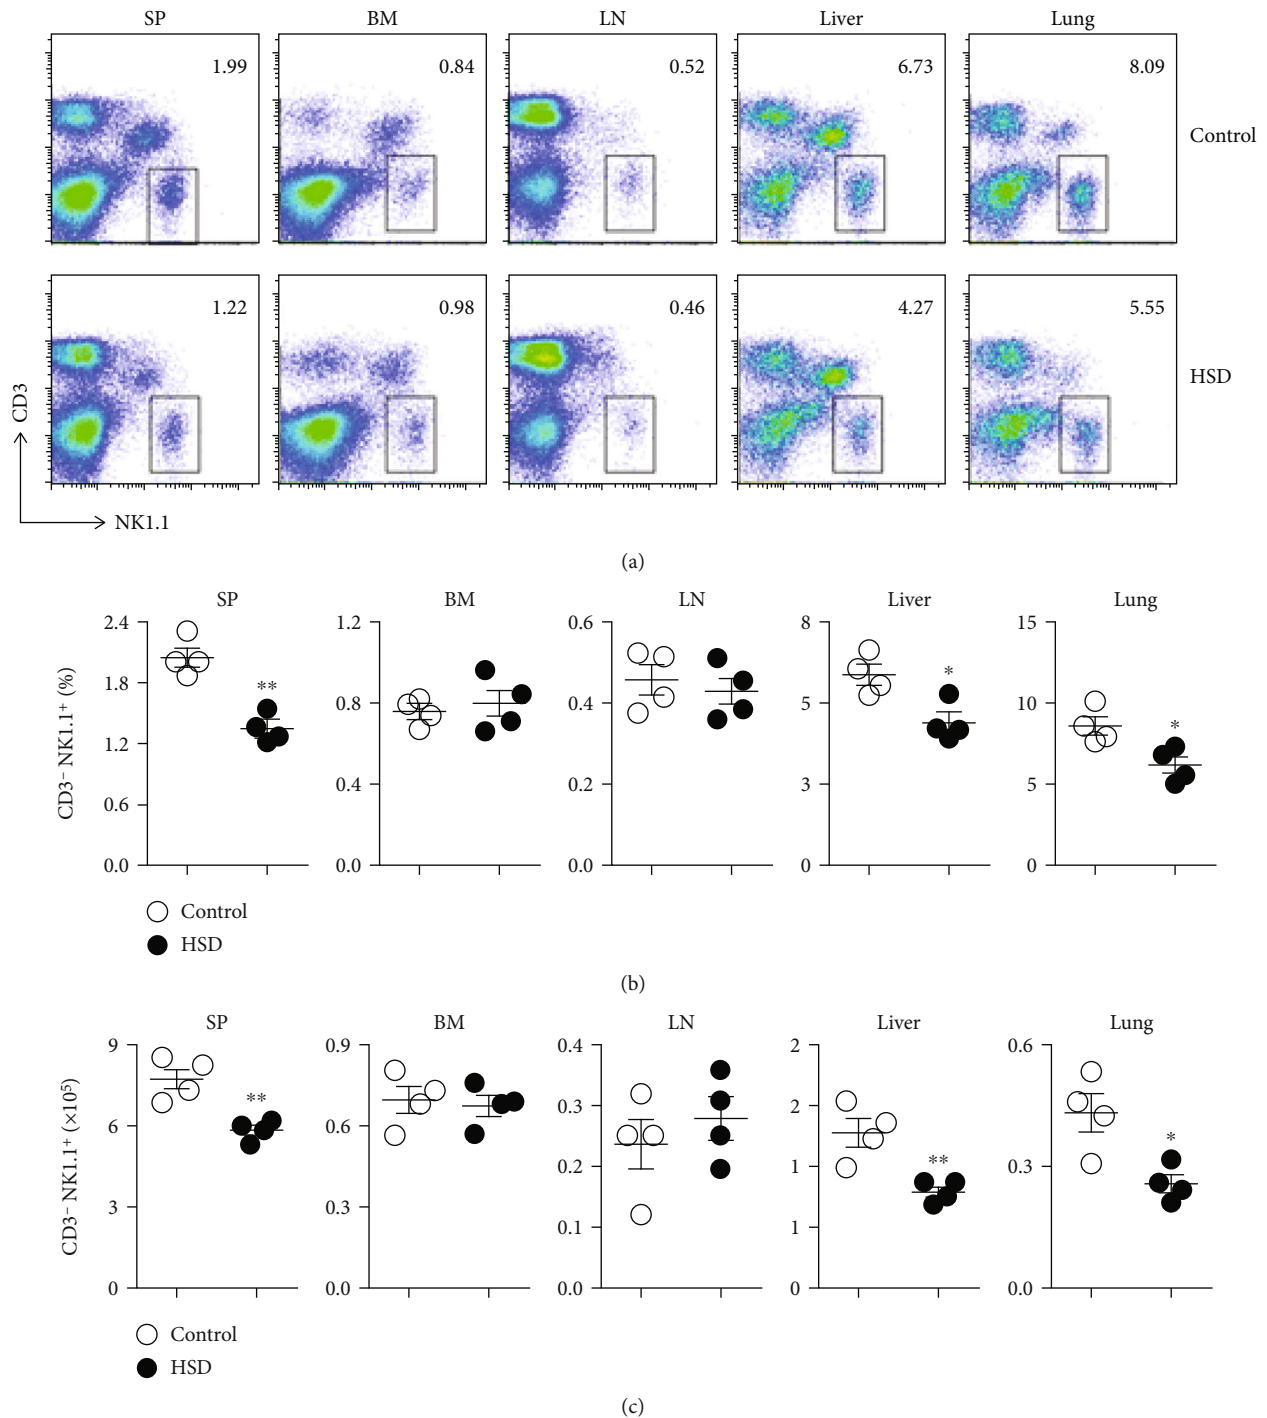 SP BM LN Liver Lung
1.99 0.84 0.52 6.73 8.09
Control
1.22 0.98 0.46 4.27 5.55
HSD
CD3
NK1.1
(a)
SP BM LN Liver Lung
CD3⁻ NK1.1⁺ (%)
2.4 1.2 0.6 8 15
1.8 0.8 0.4 5 10
1.2 0.4 0.2 3 5
0.6
0.0 0.0 0.0 0 0
** * *
Control
HSD
(b)
SP BM LN Liver Lung
CD3⁻ NK1.1⁺ (×10⁵)
9 0.9 0.4 2 0.6
6 0.6 0.3 2 0.3
3 0.3 0.2 1
0.1 1
0 0.0 0.0 0 0.0
** ** *
Control
HSD
(c)